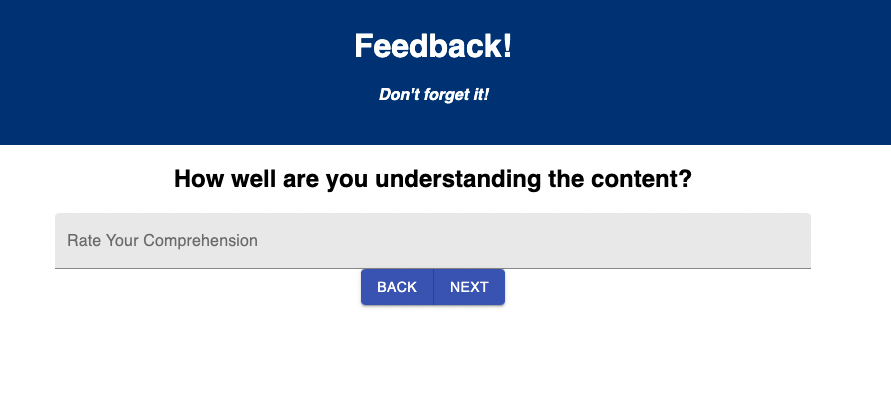 Feedback!
Don't forget it!
How well are you understanding the content?
Rate Your Comprehension
BACK NEXT